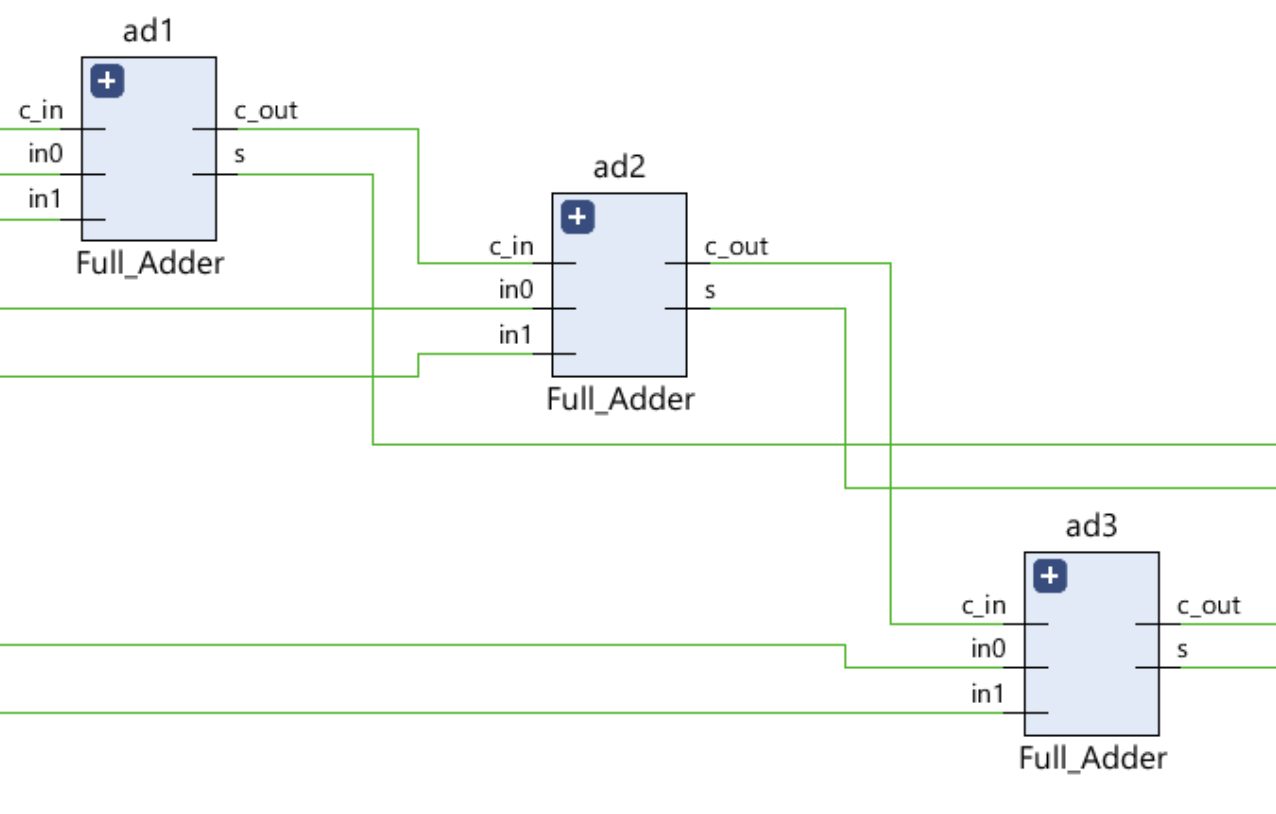 ad1
c_in
c_out
in0
s
in1
Full_Adder
ad2
c_in
c_out
in0
s
in1
Full_Adder
ad3
c_in
c_out
in0
s
in1
Full_Adder